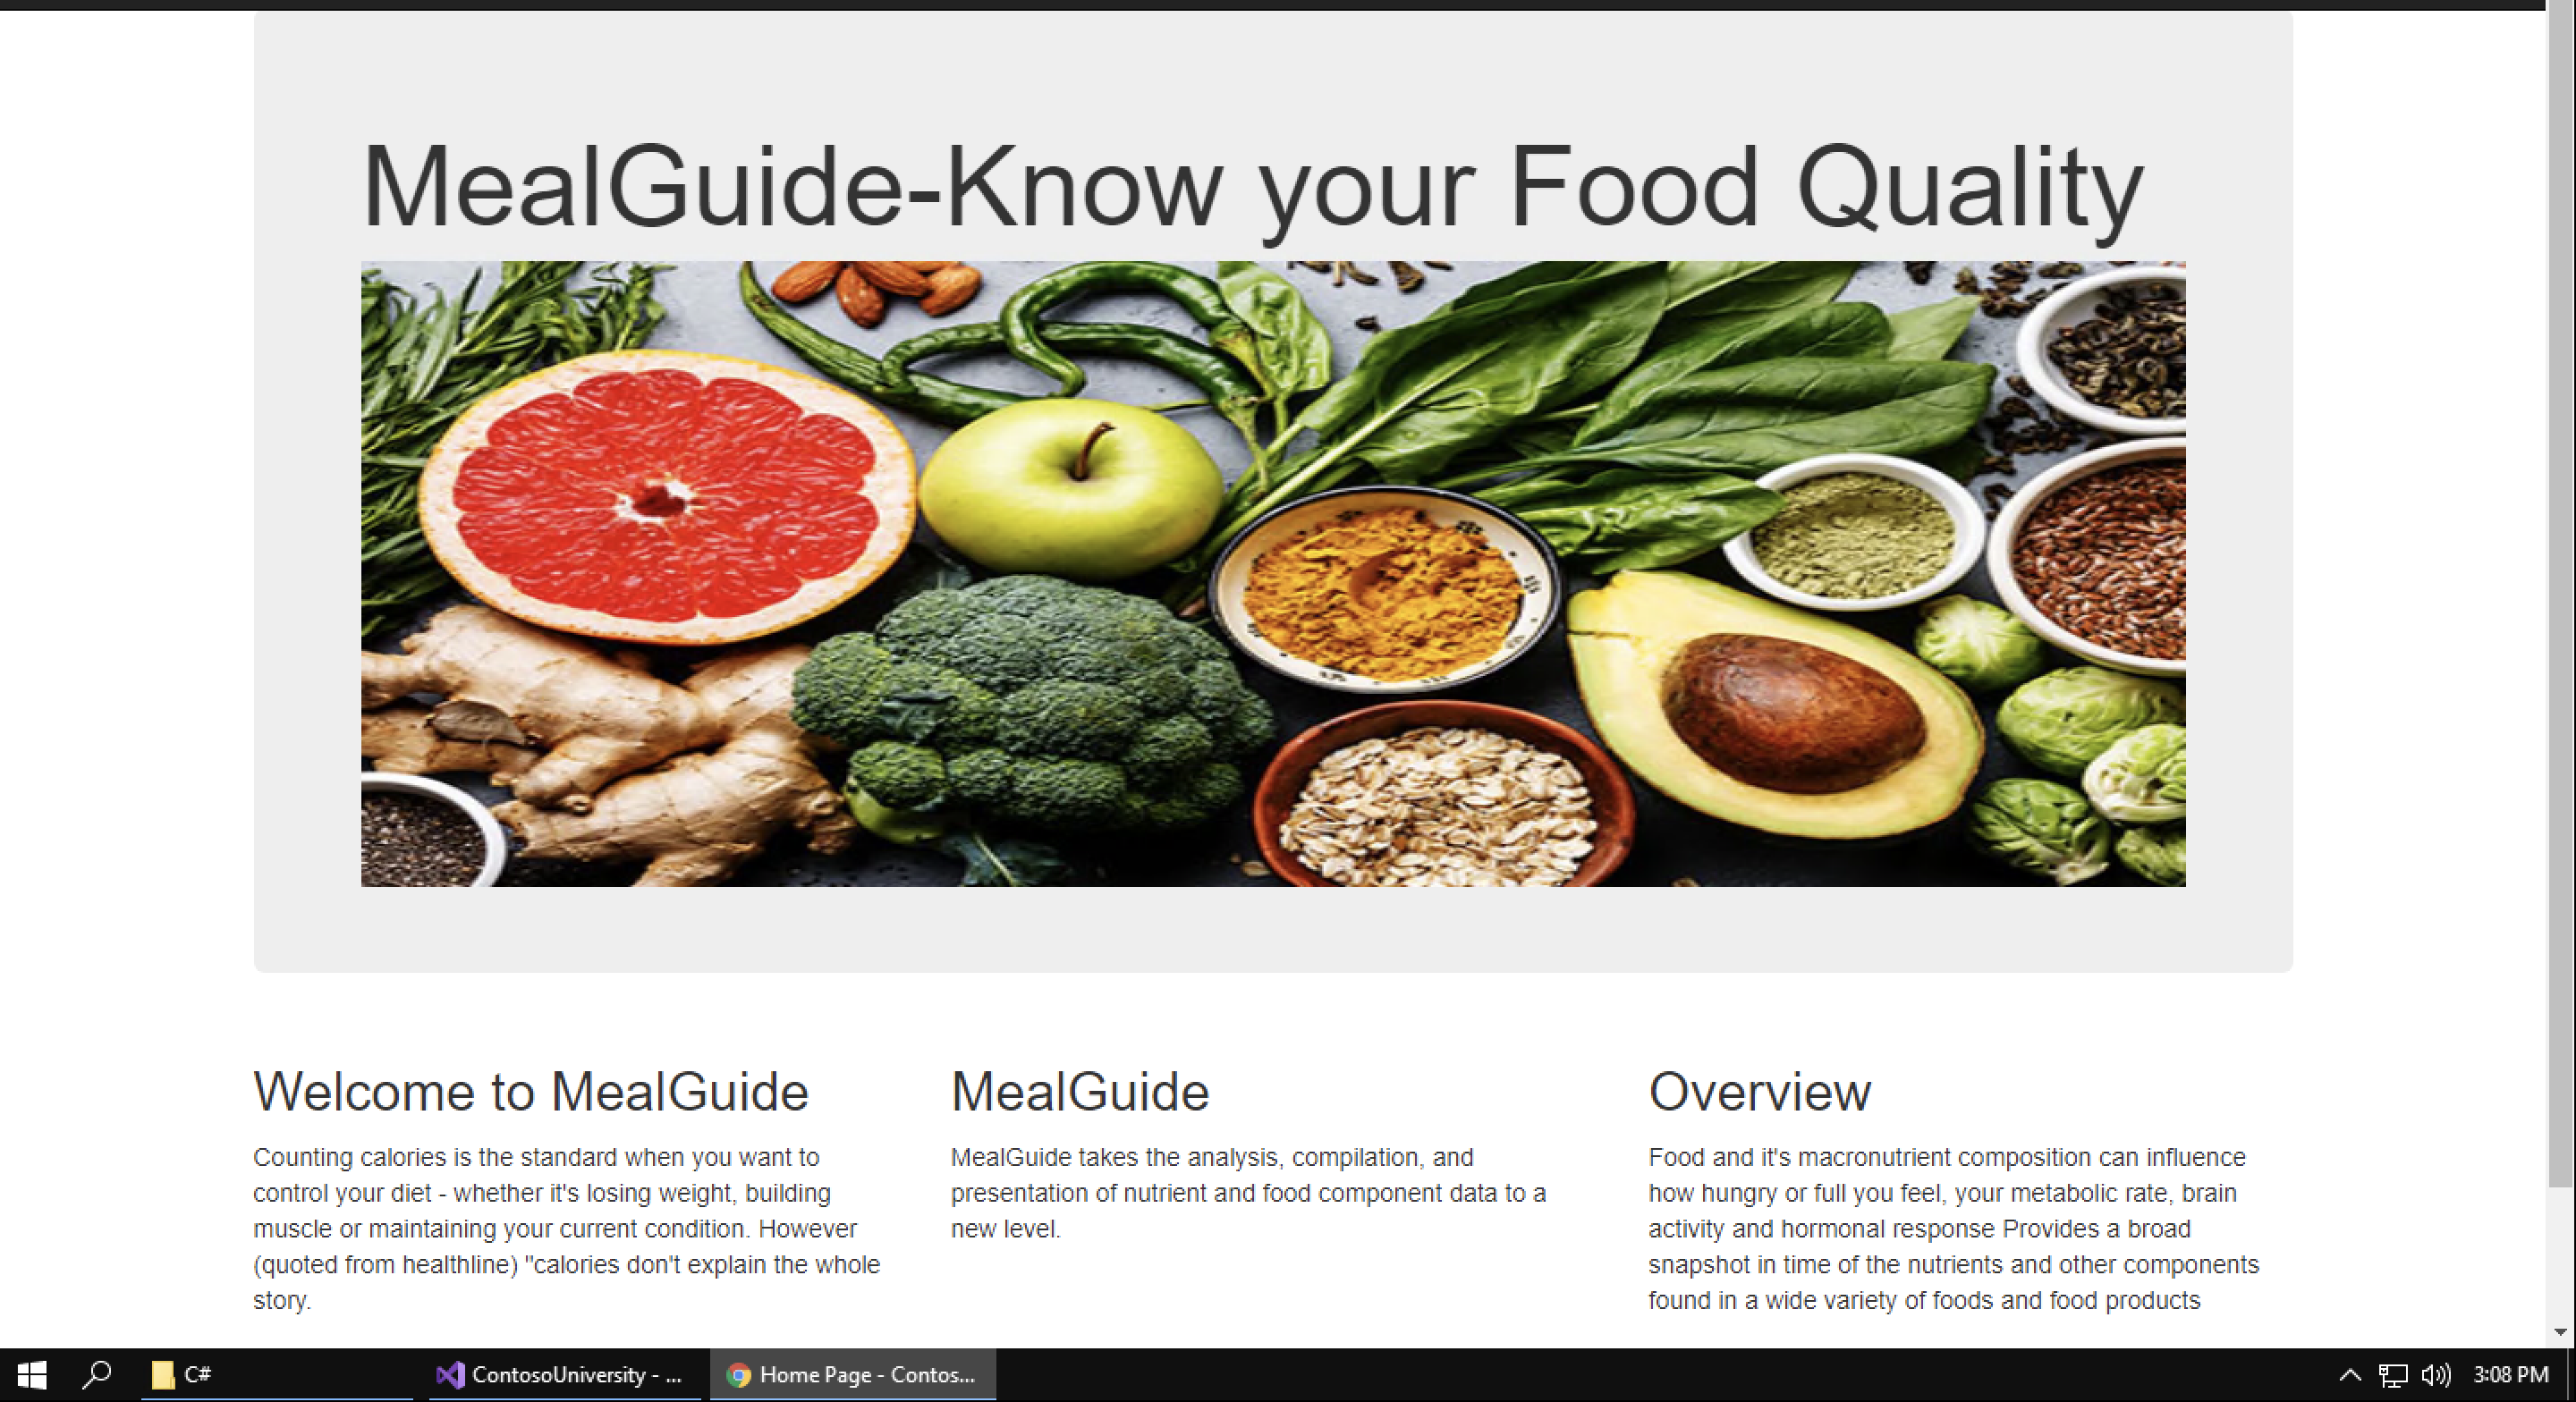 MealGuide-Know your Food Quality
Welcome to MealGuide
Counting calories is the standard when you want to
control your diet - whether it's losing weight, building
muscle or maintaining your current condition. However
(quoted from healthline) "calories don't explain the whole
story.
MealGuide
MealGuide takes the analysis, compilation, and
presentation of nutrient and food component data to a
new level.
Overview
Food and it's macronutrient composition can influence
how hungry or full you feel, your metabolic rate, brain
activity and hormonal response Provides a broad
snapshot in time of the nutrients and other components
found in a wide variety of foods and food products
C#
ContosoUniversity - ...
Home Page - Contos...
3:08 PM